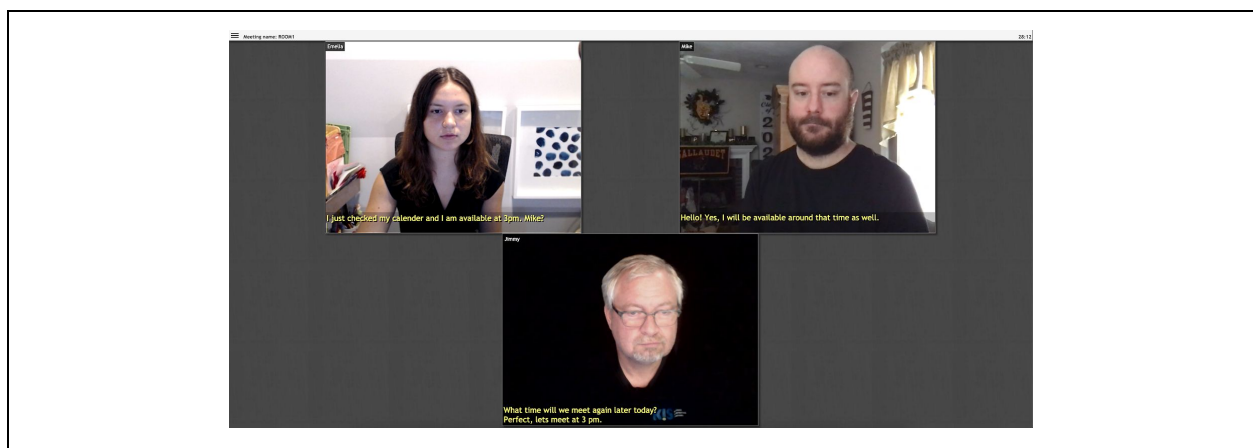 Meeting name: ROOM1
28:12
Emelia
I just checked my calender and I am available at 3pm. Mike?
Mike
GALLAUDET
202
Hello! Yes, I will be available around that time as well.
Jimmy
What time will we meet again later today?
Perfect, lets meet at 3 pm.